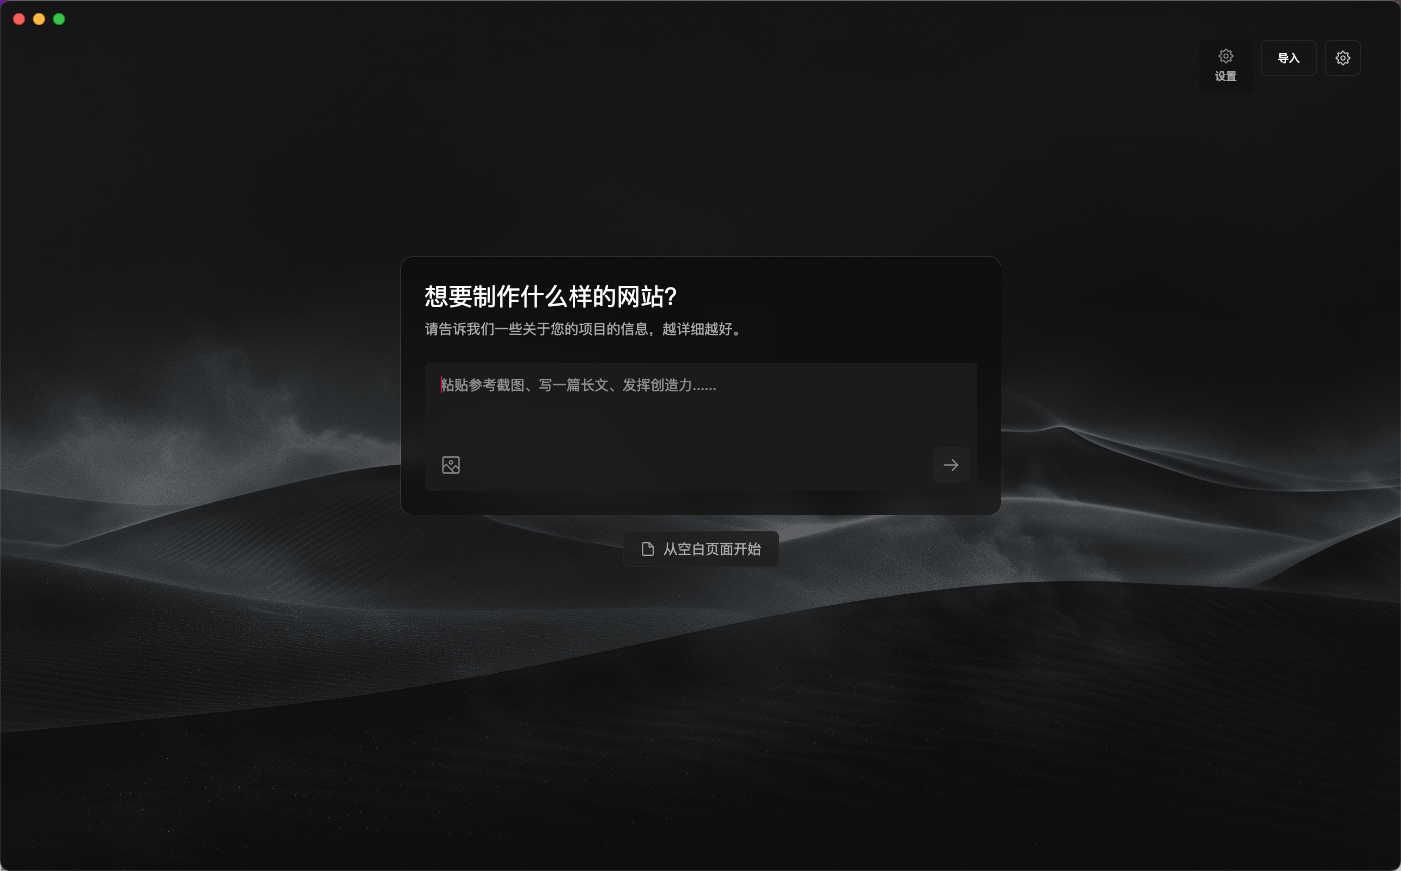 设置
导入
想要制作什么样的网站?
请告诉我们一些关于您的项目的信息，越详细越好。
粘贴参考截图、写一篇长文、发挥创造力......
从空白页面开始